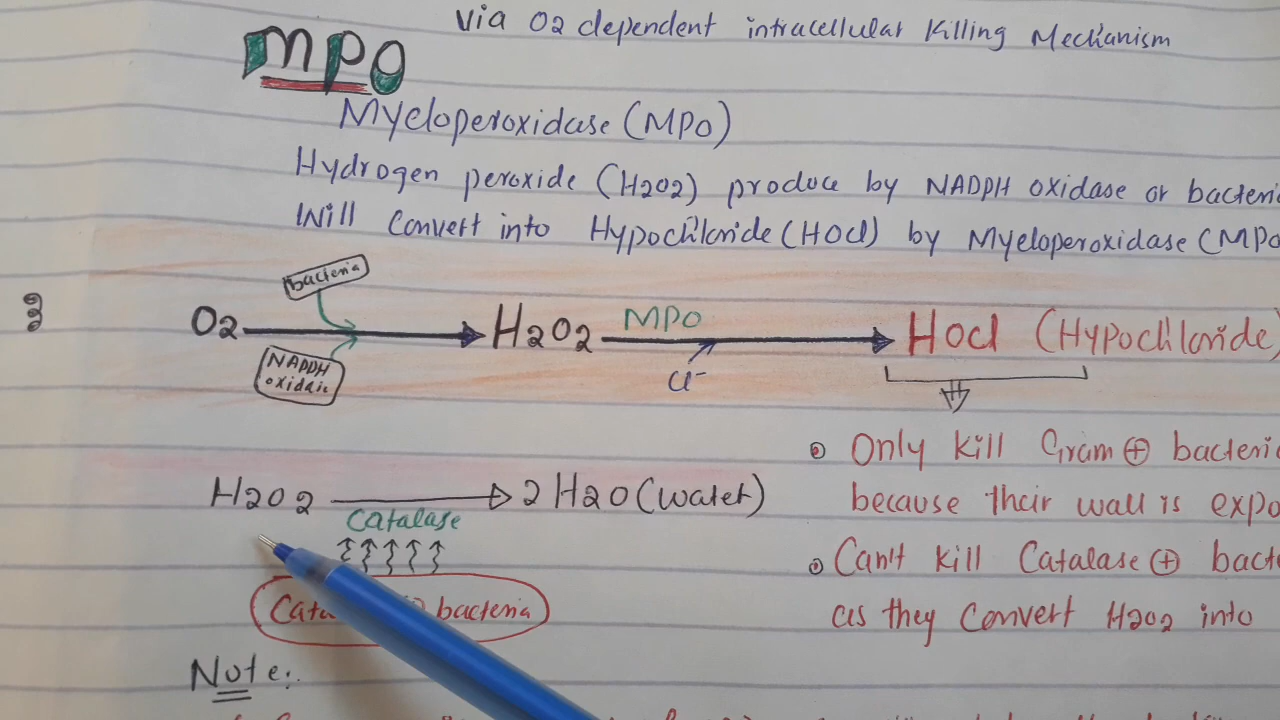 Via O2 dependent intracellular Killing Mechanism
MPO
Myeloperoxidase (MPO)
Hydrogen peroxide (H2O2) produce by NADPH oxidase or bacteri
Will Convert into Hypochloride (HOCl) by Myeloperoxidase (MPO
bacteria
O2 H2O2 MPO HOCl (Hypochloride)
NADPH oxidase
Cl-
Only kill Gram ⊕ bacteri
H2O2 2 H2O (Water)
because their wall is expo
Catalase
Can't kill Catalase ⊕ bact
bacteria
as they Convert H2O2 into
Note:.